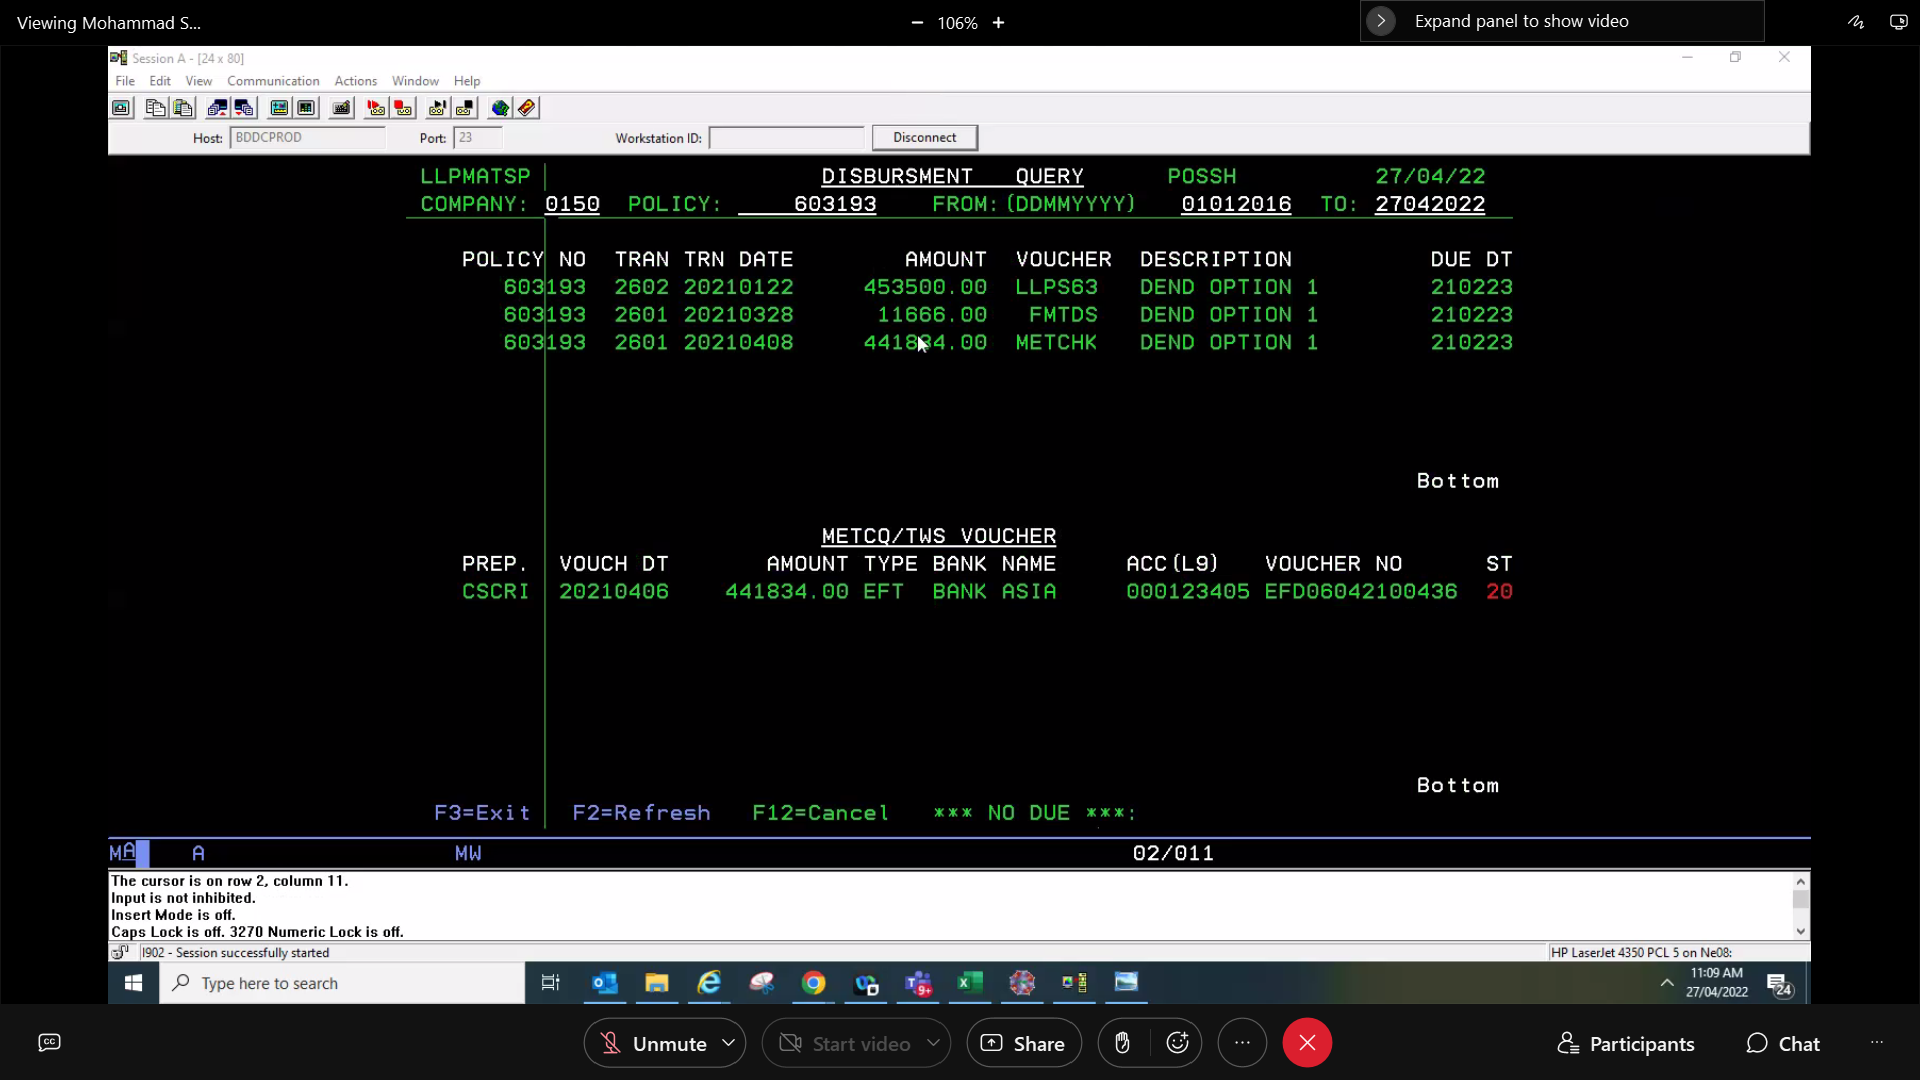 Viewing Mohammad S...
106%
Expand panel to show video
Session A - [24 x 80]
File Edit View Communication Actions Window Help
Host: BDDCPROD Port: 23 Workstation ID: Disconnect
LLPMATSP DISBURSMENT QUERY POSSH 27/04/22
COMPANY: 0150 POLICY: 603193 FROM:(DDMMYYYY) 01012016 TO: 27042022
POLICY NO TRAN TRN DATE AMOUNT VOUCHER DESCRIPTION DUE DT
603193 2602 20210122 453500.00 LLPS63 DEND OPTION 1 210223
603193 2601 20210328 11666.00 FMTDS DEND OPTION 1 210223
603193 2601 20210408 441834.00 METCHK DEND OPTION 1 210223
Bottom
METCQ/TWS VOUCHER
PREP. VOUCH DT AMOUNT TYPE BANK NAME ACC(L9) VOUCHER NO ST
CSCRI 20210406 441834.00 EFT BANK ASIA 000123405 EFD06042100436 20
Bottom
F3=Exit F2=Refresh F12=Cancel *** NO DUE ***:
MA A MW 02/011
The cursor is on row 2, column 11.
Input is not inhibited.
Insert Mode is off.
Caps Lock is off. 3270 Numeric Lock is off.
I902 - Session successfully started HP LaserJet 4350 PCL 5 on Ne08:
Type here to search
9+
11:09 AM
27/04/2022
24
CC
Unmute Start video Share Participants Chat